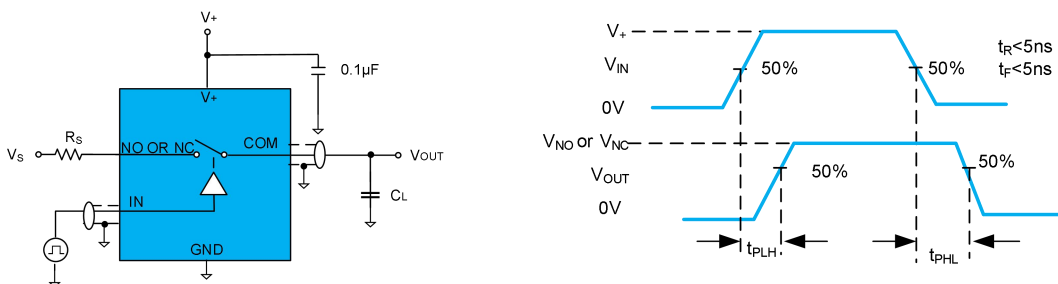 V+
0.1µF
V+
RS
VS
NO OR NC
COM
VOUT
CL
IN
GND
V+
VIN
0V
50%
50%
tR<5ns
tF<5ns
VNO or VNC
VOUT
0V
50%
50%
tPLH
tPHL